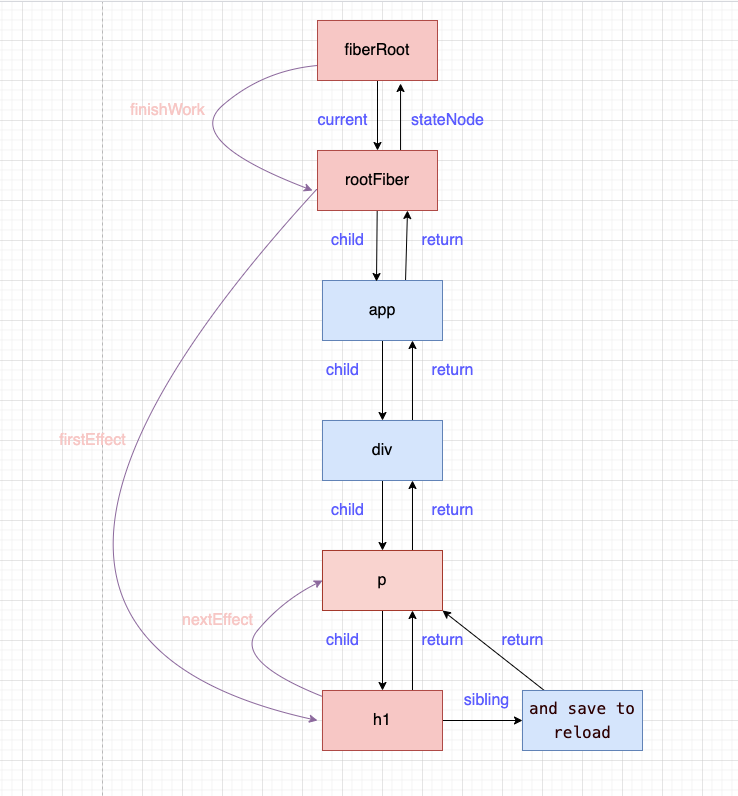 fiberRoot
finishWork
current
stateNode
rootFiber
child
return
app
child
return
firstEffect
div
child
return
p
nextEffect
child
return
return
sibling
h1
and save to
reload